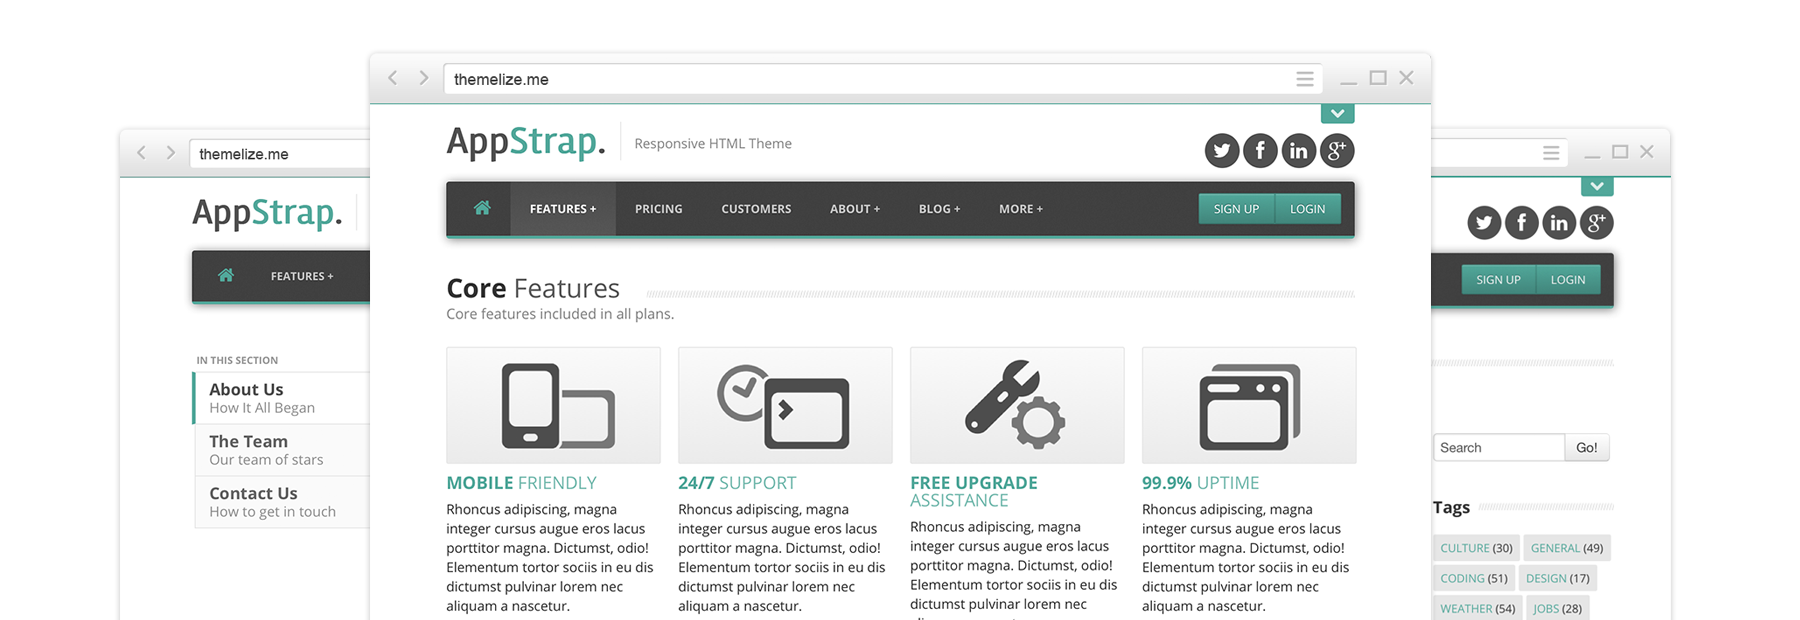 themelize.me
AppStrap.
Responsive HTML Theme
FEATURES + PRICING CUSTOMERS ABOUT + BLOG + MORE + SIGN UP LOGIN
Core Features
Core features included in all plans.
MOBILE FRIENDLY
Rhoncus adipiscing, magna
integer cursus augue eros lacus
porttitor magna. Dictumst, odio!
Elementum tortor sociis in eu dis
dictumst pulvinar lorem nec
aliquam a nascetur.
24/7 SUPPORT
Rhoncus adipiscing, magna
integer cursus augue eros lacus
porttitor magna. Dictumst, odio!
Elementum tortor sociis in eu dis
dictumst pulvinar lorem nec
aliquam a nascetur.
FREE UPGRADE
ASSISTANCE
Rhoncus adipiscing, magna
integer cursus augue eros lacus
porttitor magna. Dictumst, odio!
Elementum tortor sociis in eu dis
dictumst pulvinar lorem nec
99.9% UPTIME
Rhoncus adipiscing, magna
integer cursus augue eros lacus
porttitor magna. Dictumst, odio!
Elementum tortor sociis in eu dis
dictumst pulvinar lorem nec
aliquam a nascetur.
themelize.me
AppStrap.
FEATURES +
IN THIS SECTION
About Us
How It All Began
The Team
Our team of stars
Contact Us
How to get in touch
SIGN UP LOGIN
Search Go!
Tags
CULTURE (30) GENERAL (49)
CODING (51) DESIGN (17)
WEATHER (54) JOBS (28)